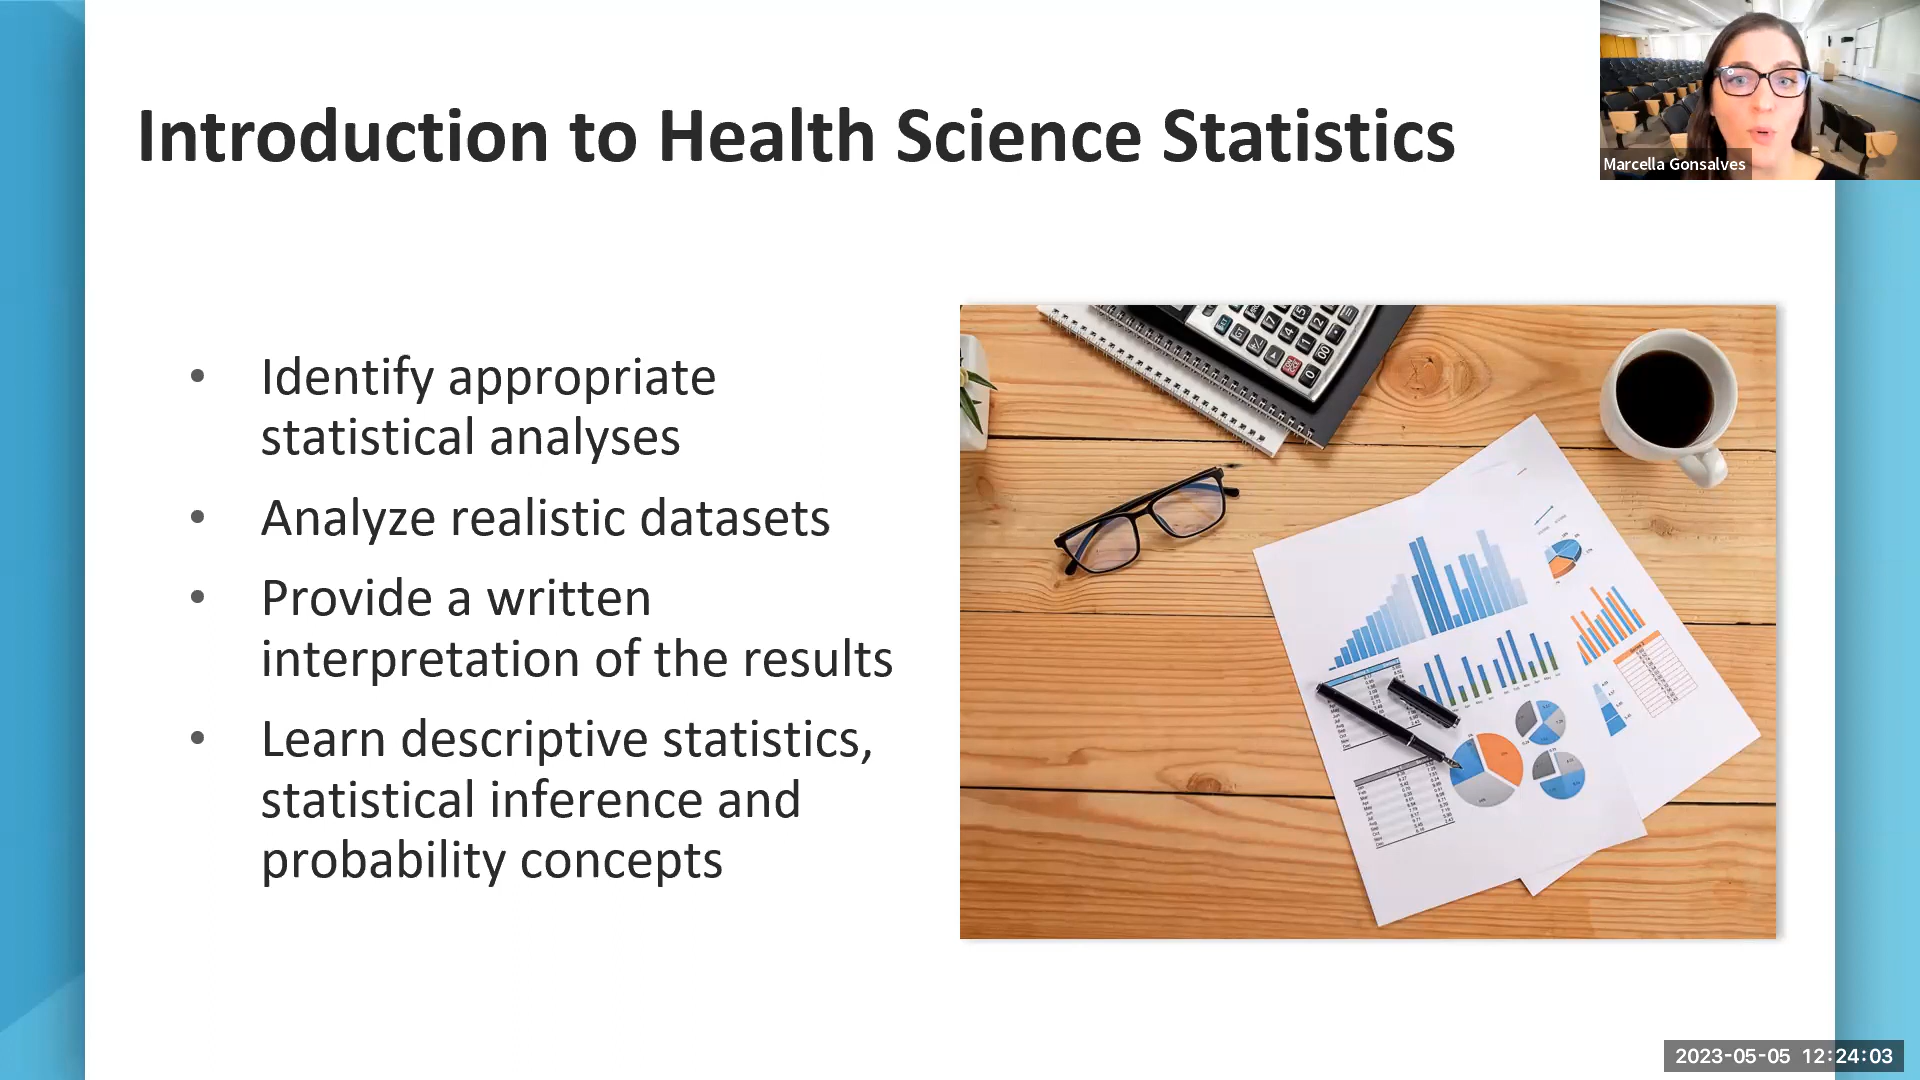 Introduction to Health Science Statistics
Marcella Gonsalves
• Identify appropriate
statistical analyses
• Analyze realistic datasets
• Provide a written
interpretation of the results
• Learn descriptive statistics,
statistical inference and
probability concepts
2023-05-05 12:24:03